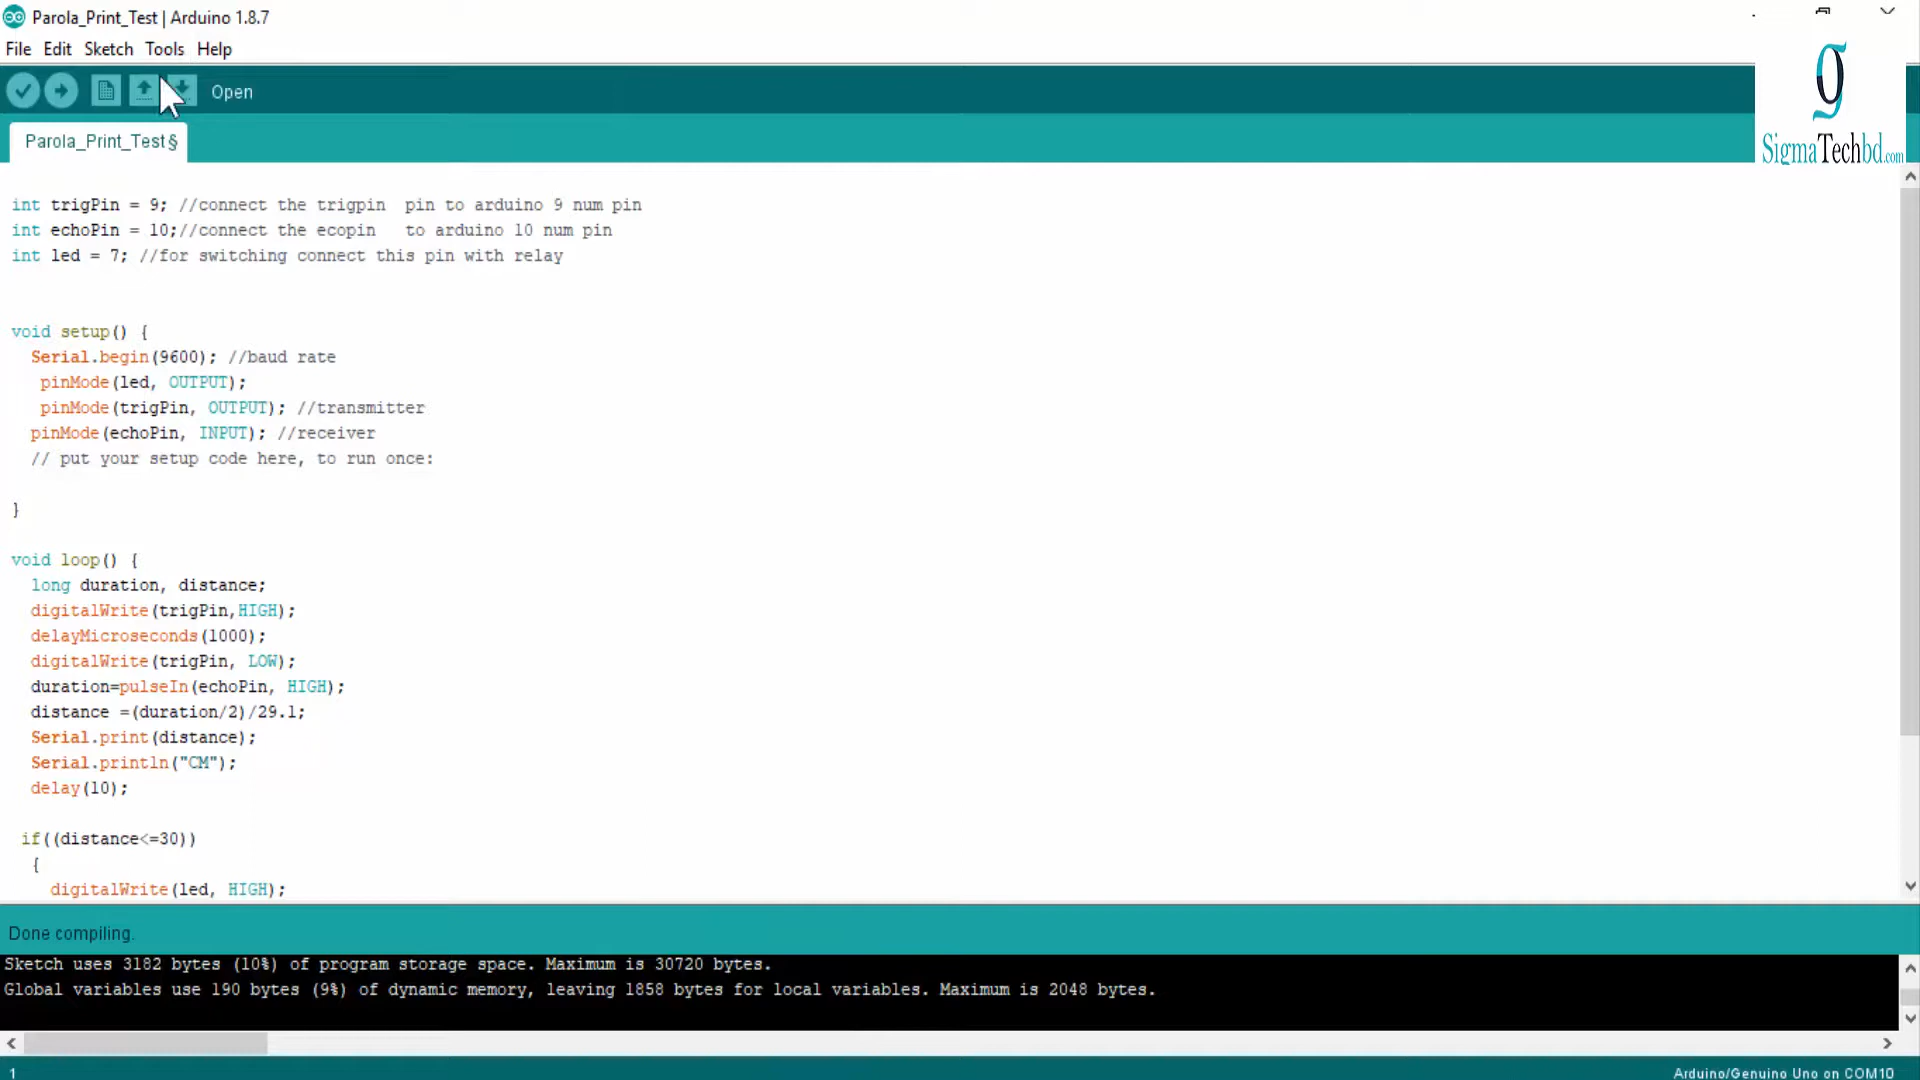 Parola_Print_Test | Arduino 1.8.7
File Edit Sketch Tools Help
Open
SigmaTechbd.com
Parola_Print_Test§
int trigPin = 9; //connect the trigpin  pin to arduino 9 num pin
int echoPin = 10;//connect the ecopin   to arduino 10 num pin
int led = 7; //for switching connect this pin with relay
void setup() {
Serial.begin(9600); //baud rate
pinMode(led, OUTPUT);
pinMode(trigPin, OUTPUT); //transmitter
pinMode(echoPin, INPUT); //receiver
// put your setup code here, to run once:
}
void loop() {
long duration, distance;
digitalWrite(trigPin,HIGH);
delayMicroseconds(1000);
digitalWrite(trigPin, LOW);
duration=pulseIn(echoPin, HIGH);
distance =(duration/2)/29.1;
Serial.print(distance);
Serial.println("CM");
delay(10);
if((distance<=30))
{
digitalWrite(led, HIGH);
Done compiling.
Sketch uses 3182 bytes (10%) of program storage space. Maximum is 30720 bytes.
Global variables use 190 bytes (9%) of dynamic memory, leaving 1858 bytes for local variables. Maximum is 2048 bytes.
1
Arduino/Genuino Uno on COM10